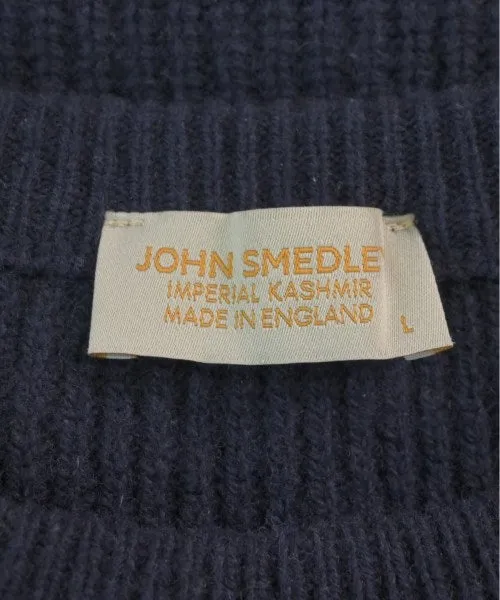 JOHN SMEDLE
IMPERIAL KASHMIR
MADE IN ENGLAND
L